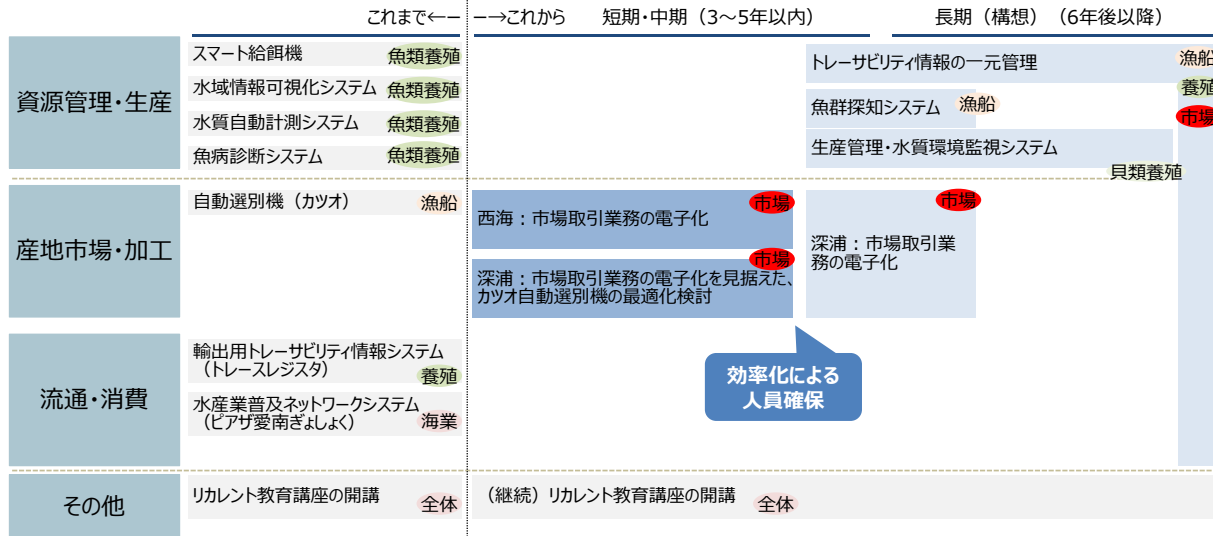 これまで←－ －→これから 短期・中期（3～5年以内） 長期（構想）（6年後以降）
資源管理・生産
スマート給餌機 魚類養殖
水域情報可視化システム 魚類養殖
水質自動計測システム 魚類養殖
魚病診断システム 魚類養殖
トレーサビリティ情報の一元管理 漁船
養殖
市場
魚群探知システム 漁船
生産管理・水質環境監視システム
貝類養殖
産地市場・加工
自動選別機（カツオ） 漁船
西海：市場取引業務の電子化 市場
深浦：市場取引業務の電子化を見据えた、 市場
カツオ自動選別機の最適化検討
深浦：市場取引業 市場
務の電子化
効率化による
人員確保
流通・消費
輸出用トレーサビリティ情報システム
（トレースレジスタ） 養殖
水産業普及ネットワークシステム
（ピアザ愛南ぎょしょく） 海業
その他
リカレント教育講座の開講 全体
（継続）リカレント教育講座の開講 全体